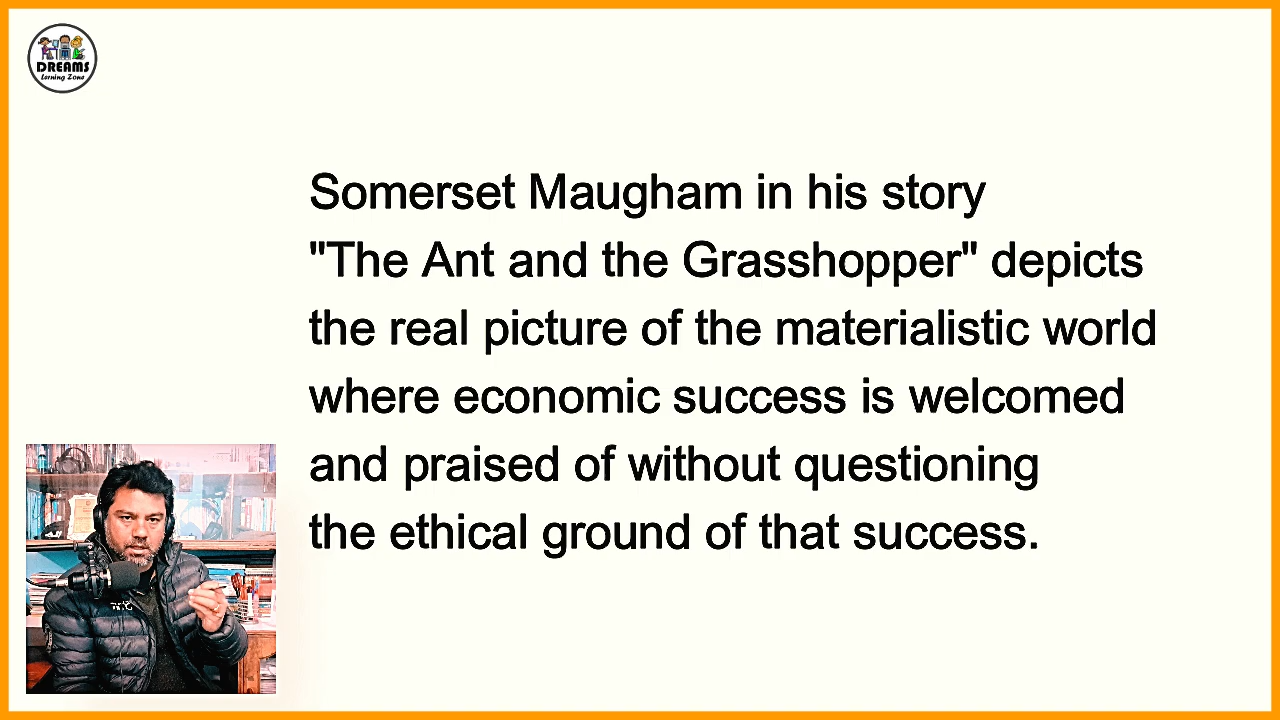 DREAMS
Lerning Zone
Somerset Maugham in his story
"The Ant and the Grasshopper" depicts
the real picture of the materialistic world
where economic success is welcomed
and praised of without questioning
the ethical ground of that success.